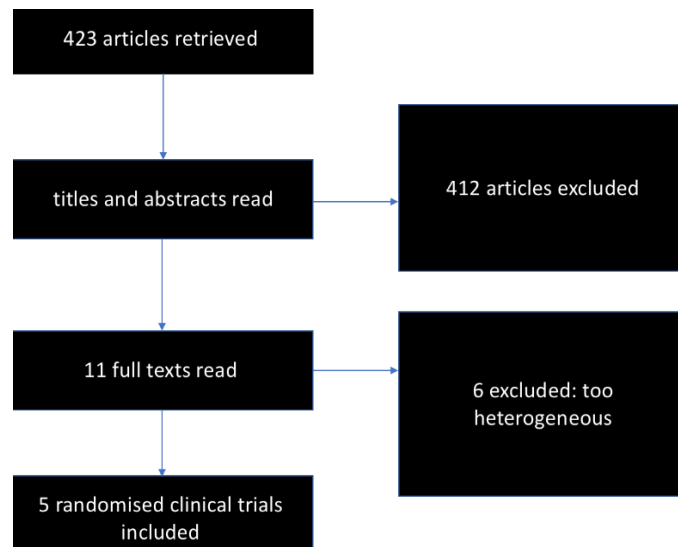 423 articles retrieved
titles and abstracts read
412 articles excluded
11 full texts read
6 excluded: too
heterogeneous
5 randomised clinical trials
included